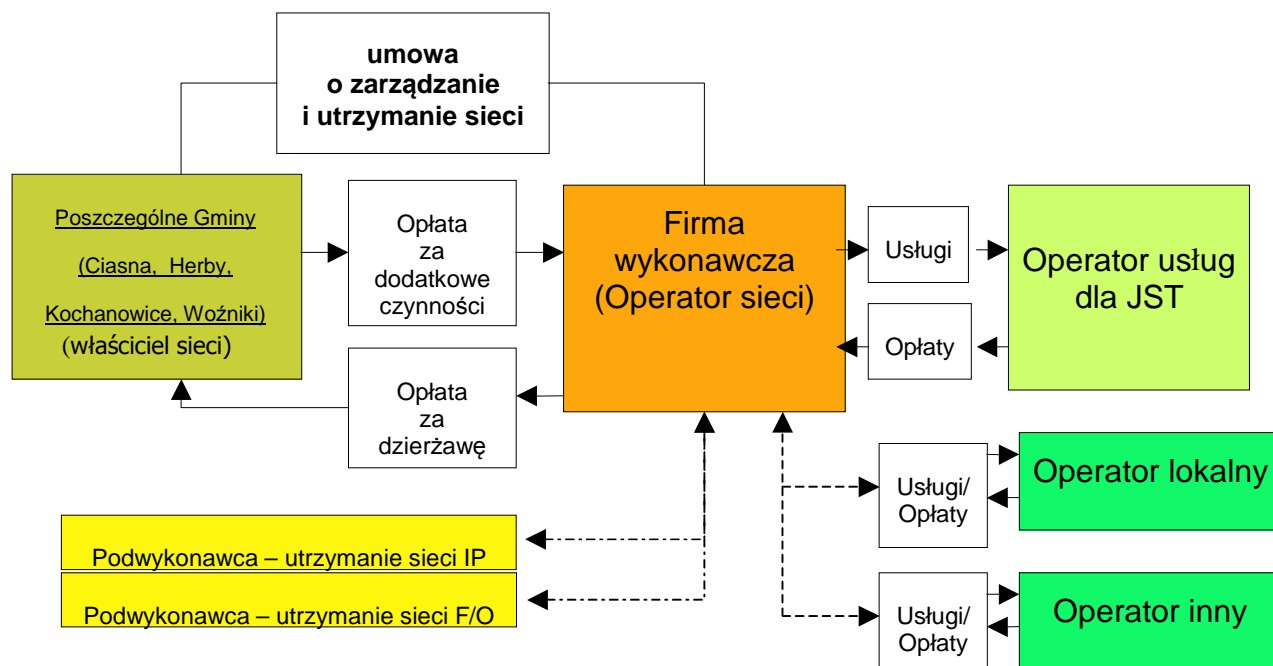 umowa
o zarządzanie
i utrzymanie sieci
Poszczególne Gminy
(Ciasna, Herby,
Kochanowice, Woźniki)
(właściciel sieci)
Opłata
za
dodatkowe
czynności
Firma
wykonawcza
(Operator sieci)
Usługi
Operator usług
dla JST
Opłaty
Opłata
za
dzierżawę
Usługi/
Opłaty
Operator lokalny
Podwykonawca – utrzymanie sieci IP
Podwykonawca – utrzymanie sieci F/O
Usługi/
Opłaty
Operator inny